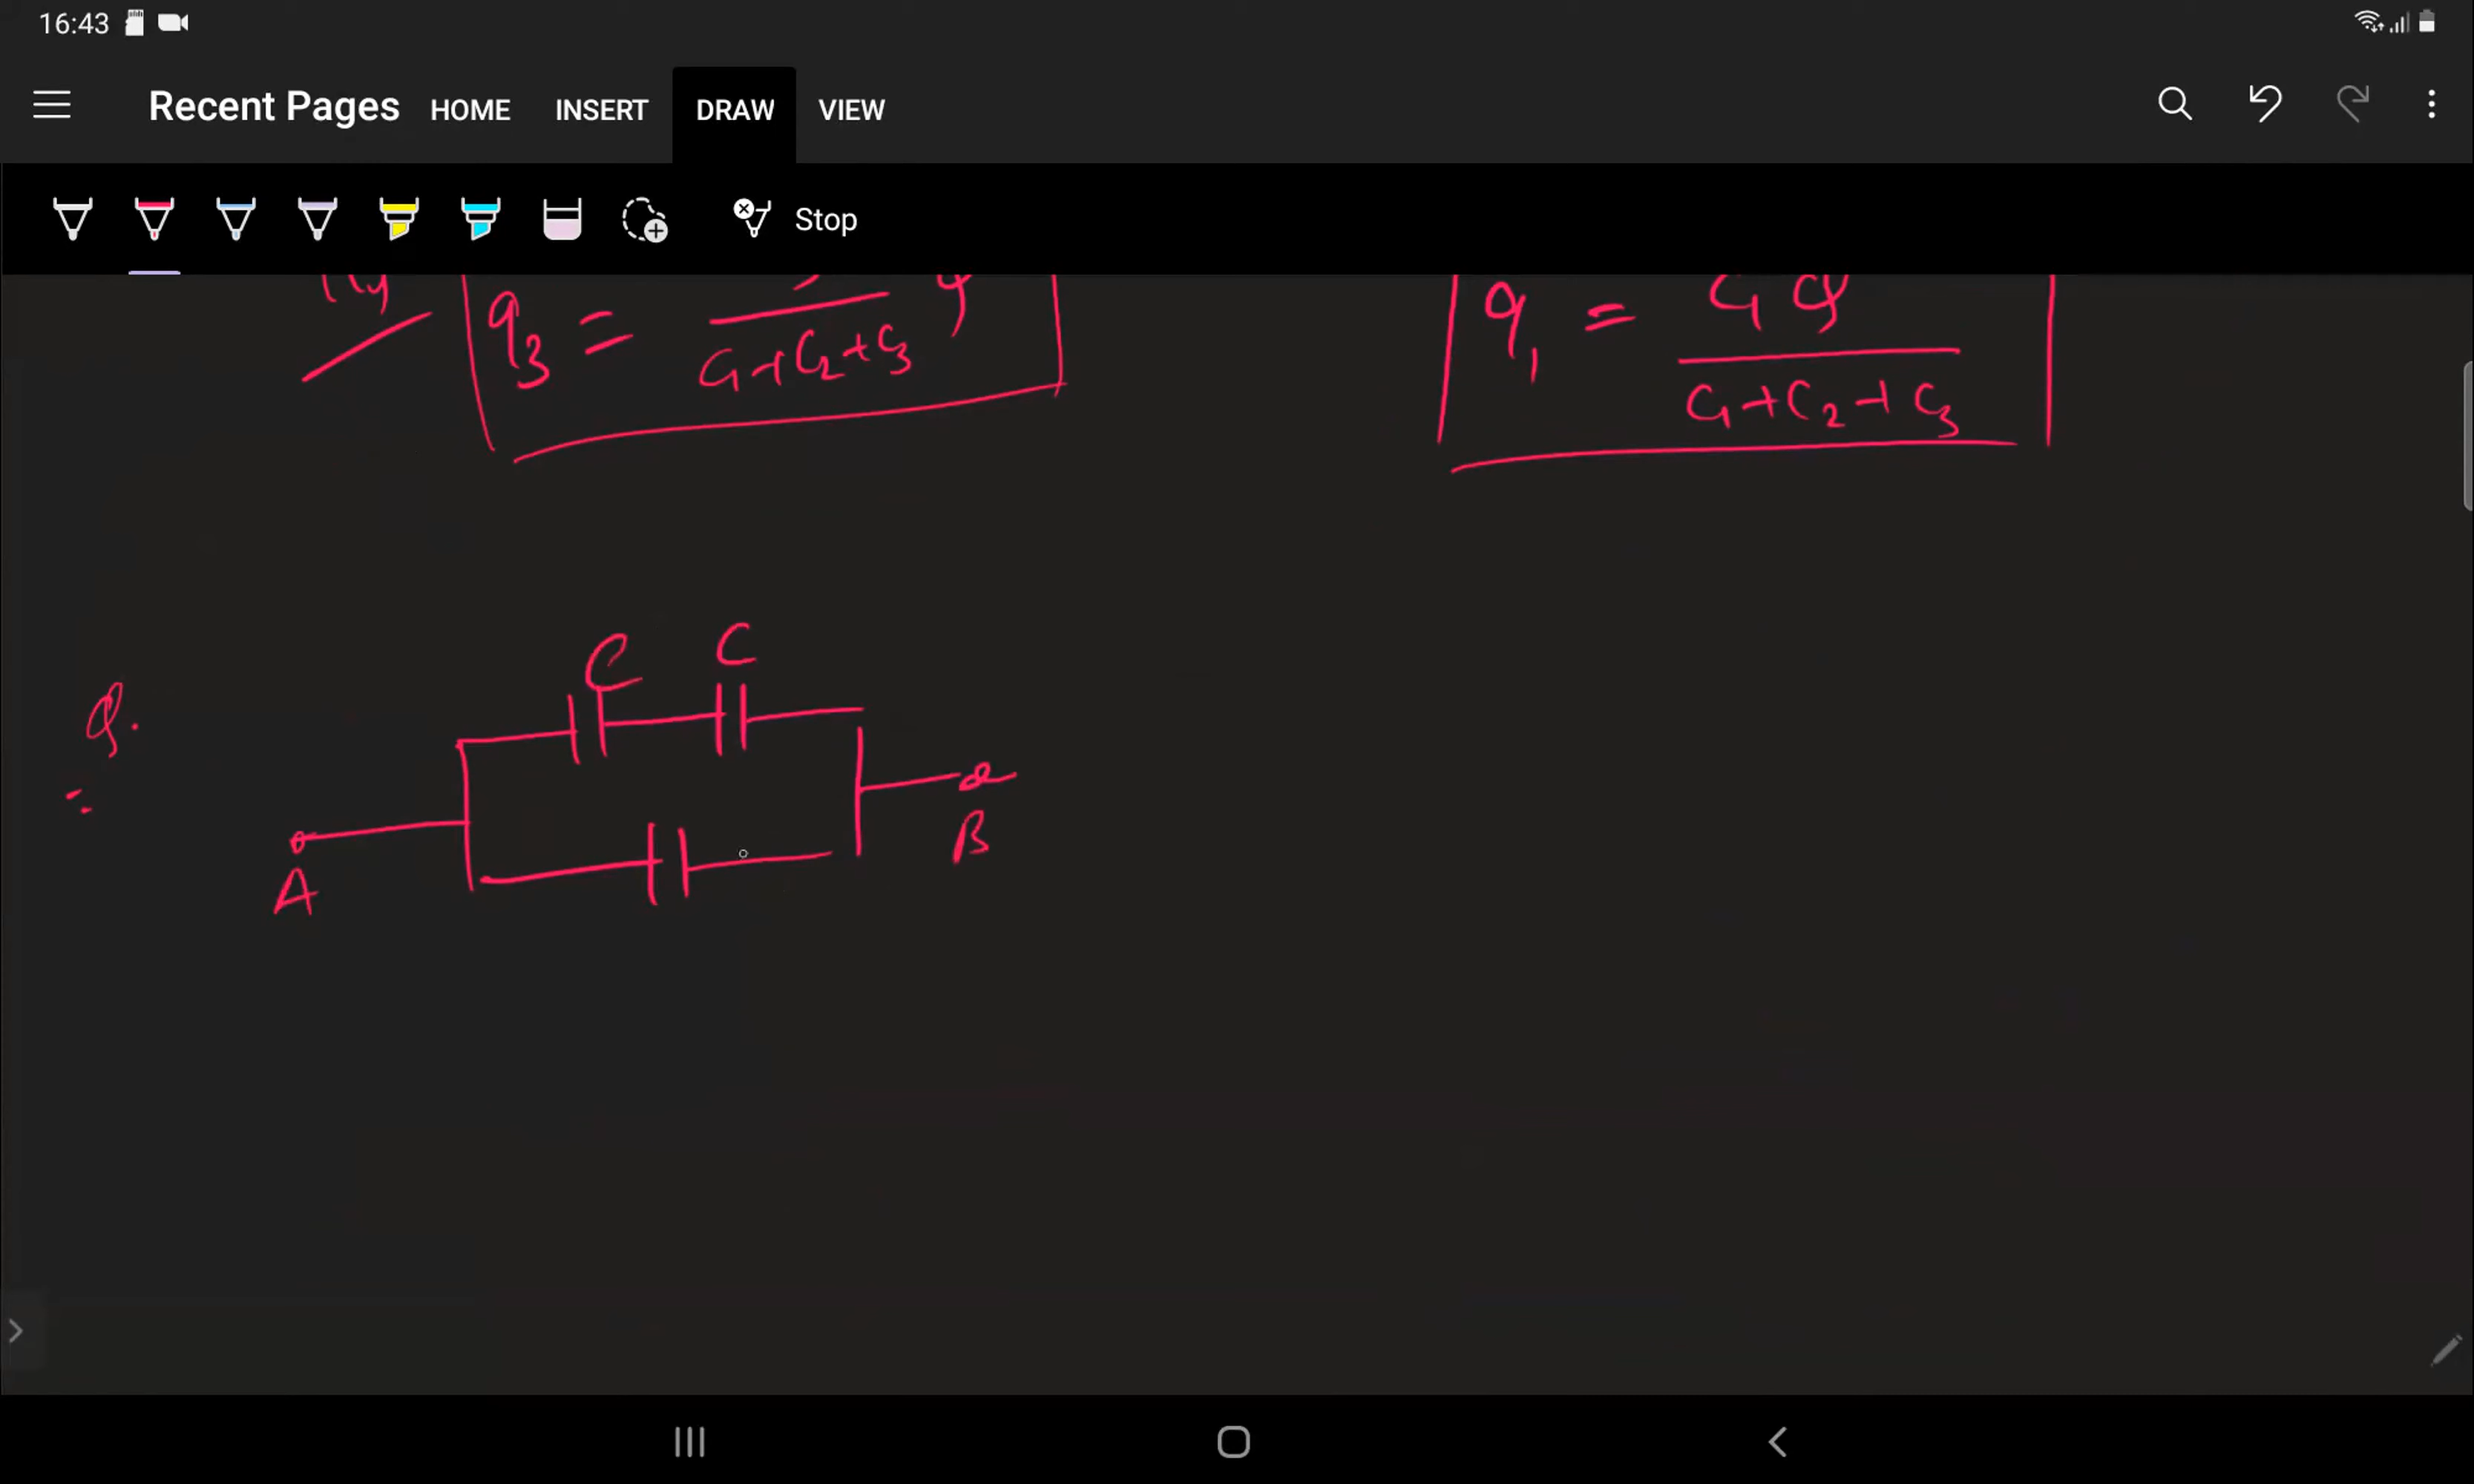 16:43
Recent Pages HOME INSERT DRAW VIEW
Stop
q3 = C1+C2+C3
q1 = C1 Q / C1+C2+C3
C C
Q.
A
B